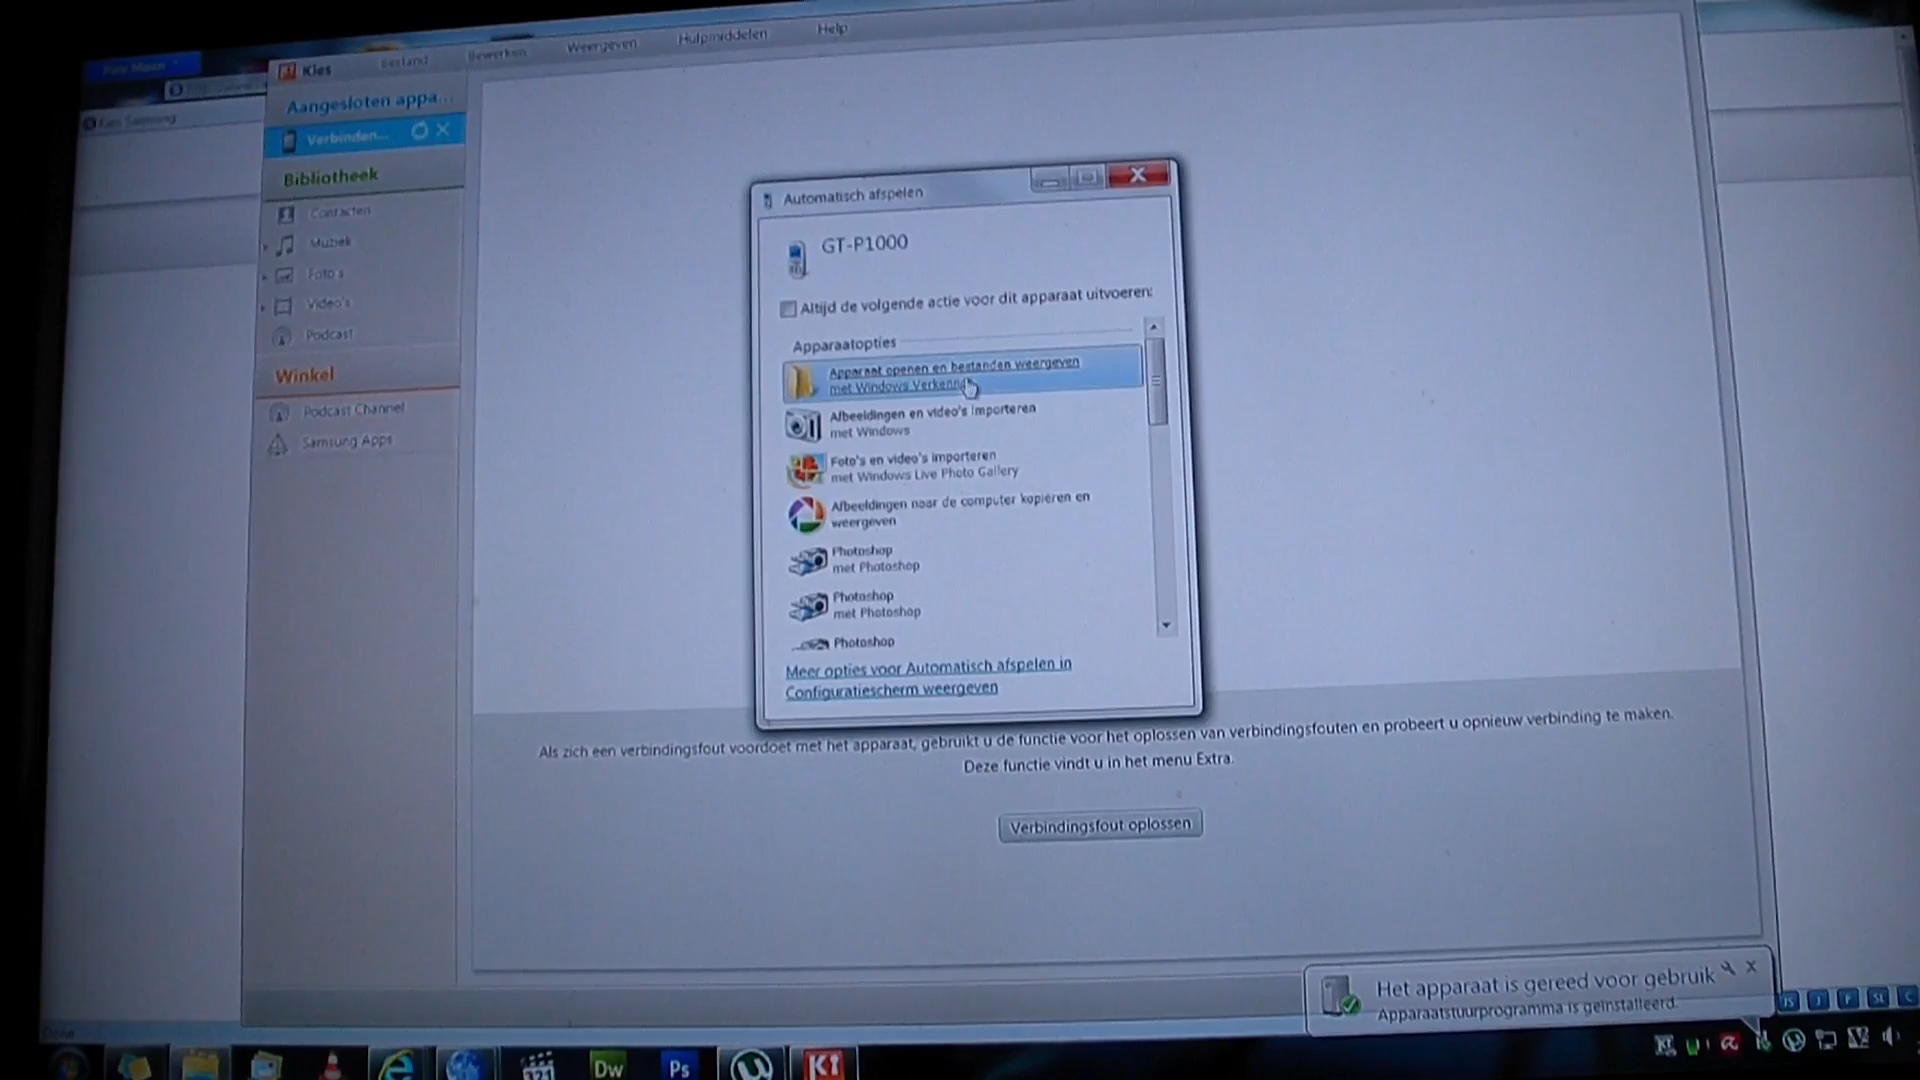 Kies
Bestand
Bewerken
Weergeven
Hulpmiddelen
Help
Kies Samsung
Aangesloten appa...
Verbinden...
Bibliotheek
Contacten
Muziek
Foto's
Video's
Podcast
Winkel
Podcast Channel
Samsung Apps
Automatisch afspelen
GT-P1000
Altijd de volgende actie voor dit apparaat uitvoeren:
Apparaatopties
Apparaat openen en bestanden weergeven
met Windows Verkenner
Afbeeldingen en video's importeren
met Windows
Foto's en video's importeren
met Windows Live Photo Gallery
Afbeeldingen naar de computer kopiëren en
weergeven
Photoshop
met Photoshop
Photoshop
met Photoshop
Photoshop
Meer opties voor Automatisch afspelen in
Configuratiescherm weergeven
Als zich een verbindingsfout voordoet met het apparaat, gebruikt u de functie voor het oplossen van verbindingsfouten en probeert u opnieuw verbinding te maken.
Deze functie vindt u in het menu Extra.
Verbindingsfout oplossen
Het apparaat is gereed voor gebruik
Apparaatstuurprogramma is geïnstalleerd.
Done
321
Dw
Ps